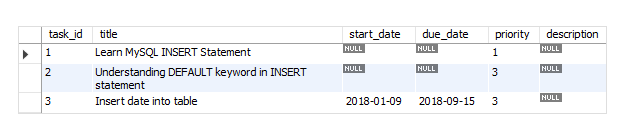 task_id title start_date due_date priority description
1 Learn MySQL INSERT Statement NULL NULL 1 NULL
2 Understanding DEFAULT keyword in INSERT NULL NULL 3 NULL
statement
3 Insert date into table 2018-01-09 2018-09-15 3 NULL